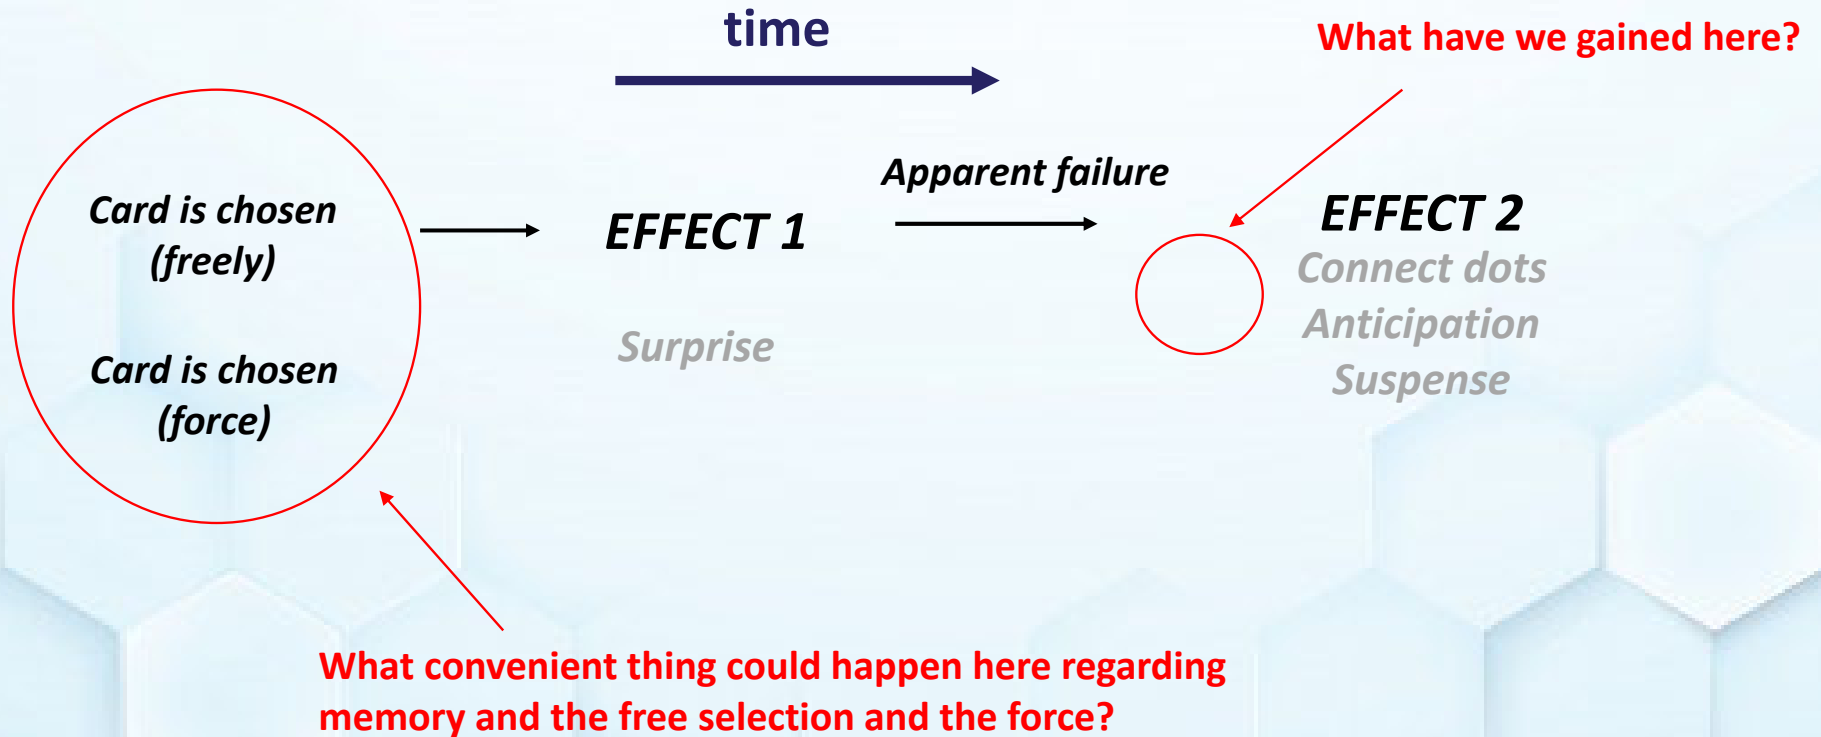 time
What have we gained here?
Card is chosen
(freely)
EFFECT 1
Apparent failure
EFFECT 2
Connect dots
Anticipation
Suspense
Surprise
Card is chosen
(force)
What convenient thing could happen here regarding
memory and the free selection and the force?